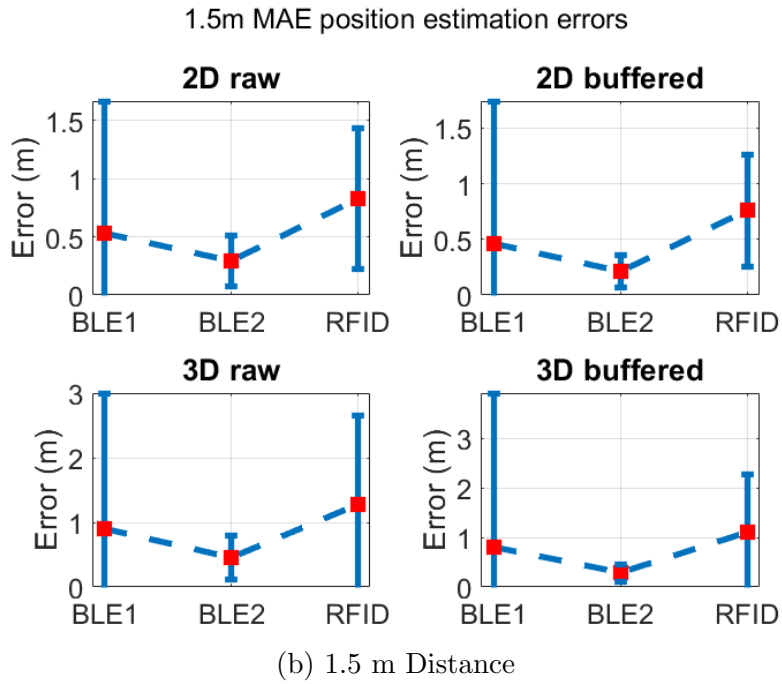 1.5m MAE position estimation errors
2D raw
Error (m)
1.5
1
0.5
0
BLE1 BLE2 RFID
2D buffered
Error (m)
1.5
1
0.5
0
BLE1 BLE2 RFID
3D raw
Error (m)
3
2
1
0
BLE1 BLE2 RFID
3D buffered
Error (m)
3
2
1
0
BLE1 BLE2 RFID
(b) 1.5 m Distance